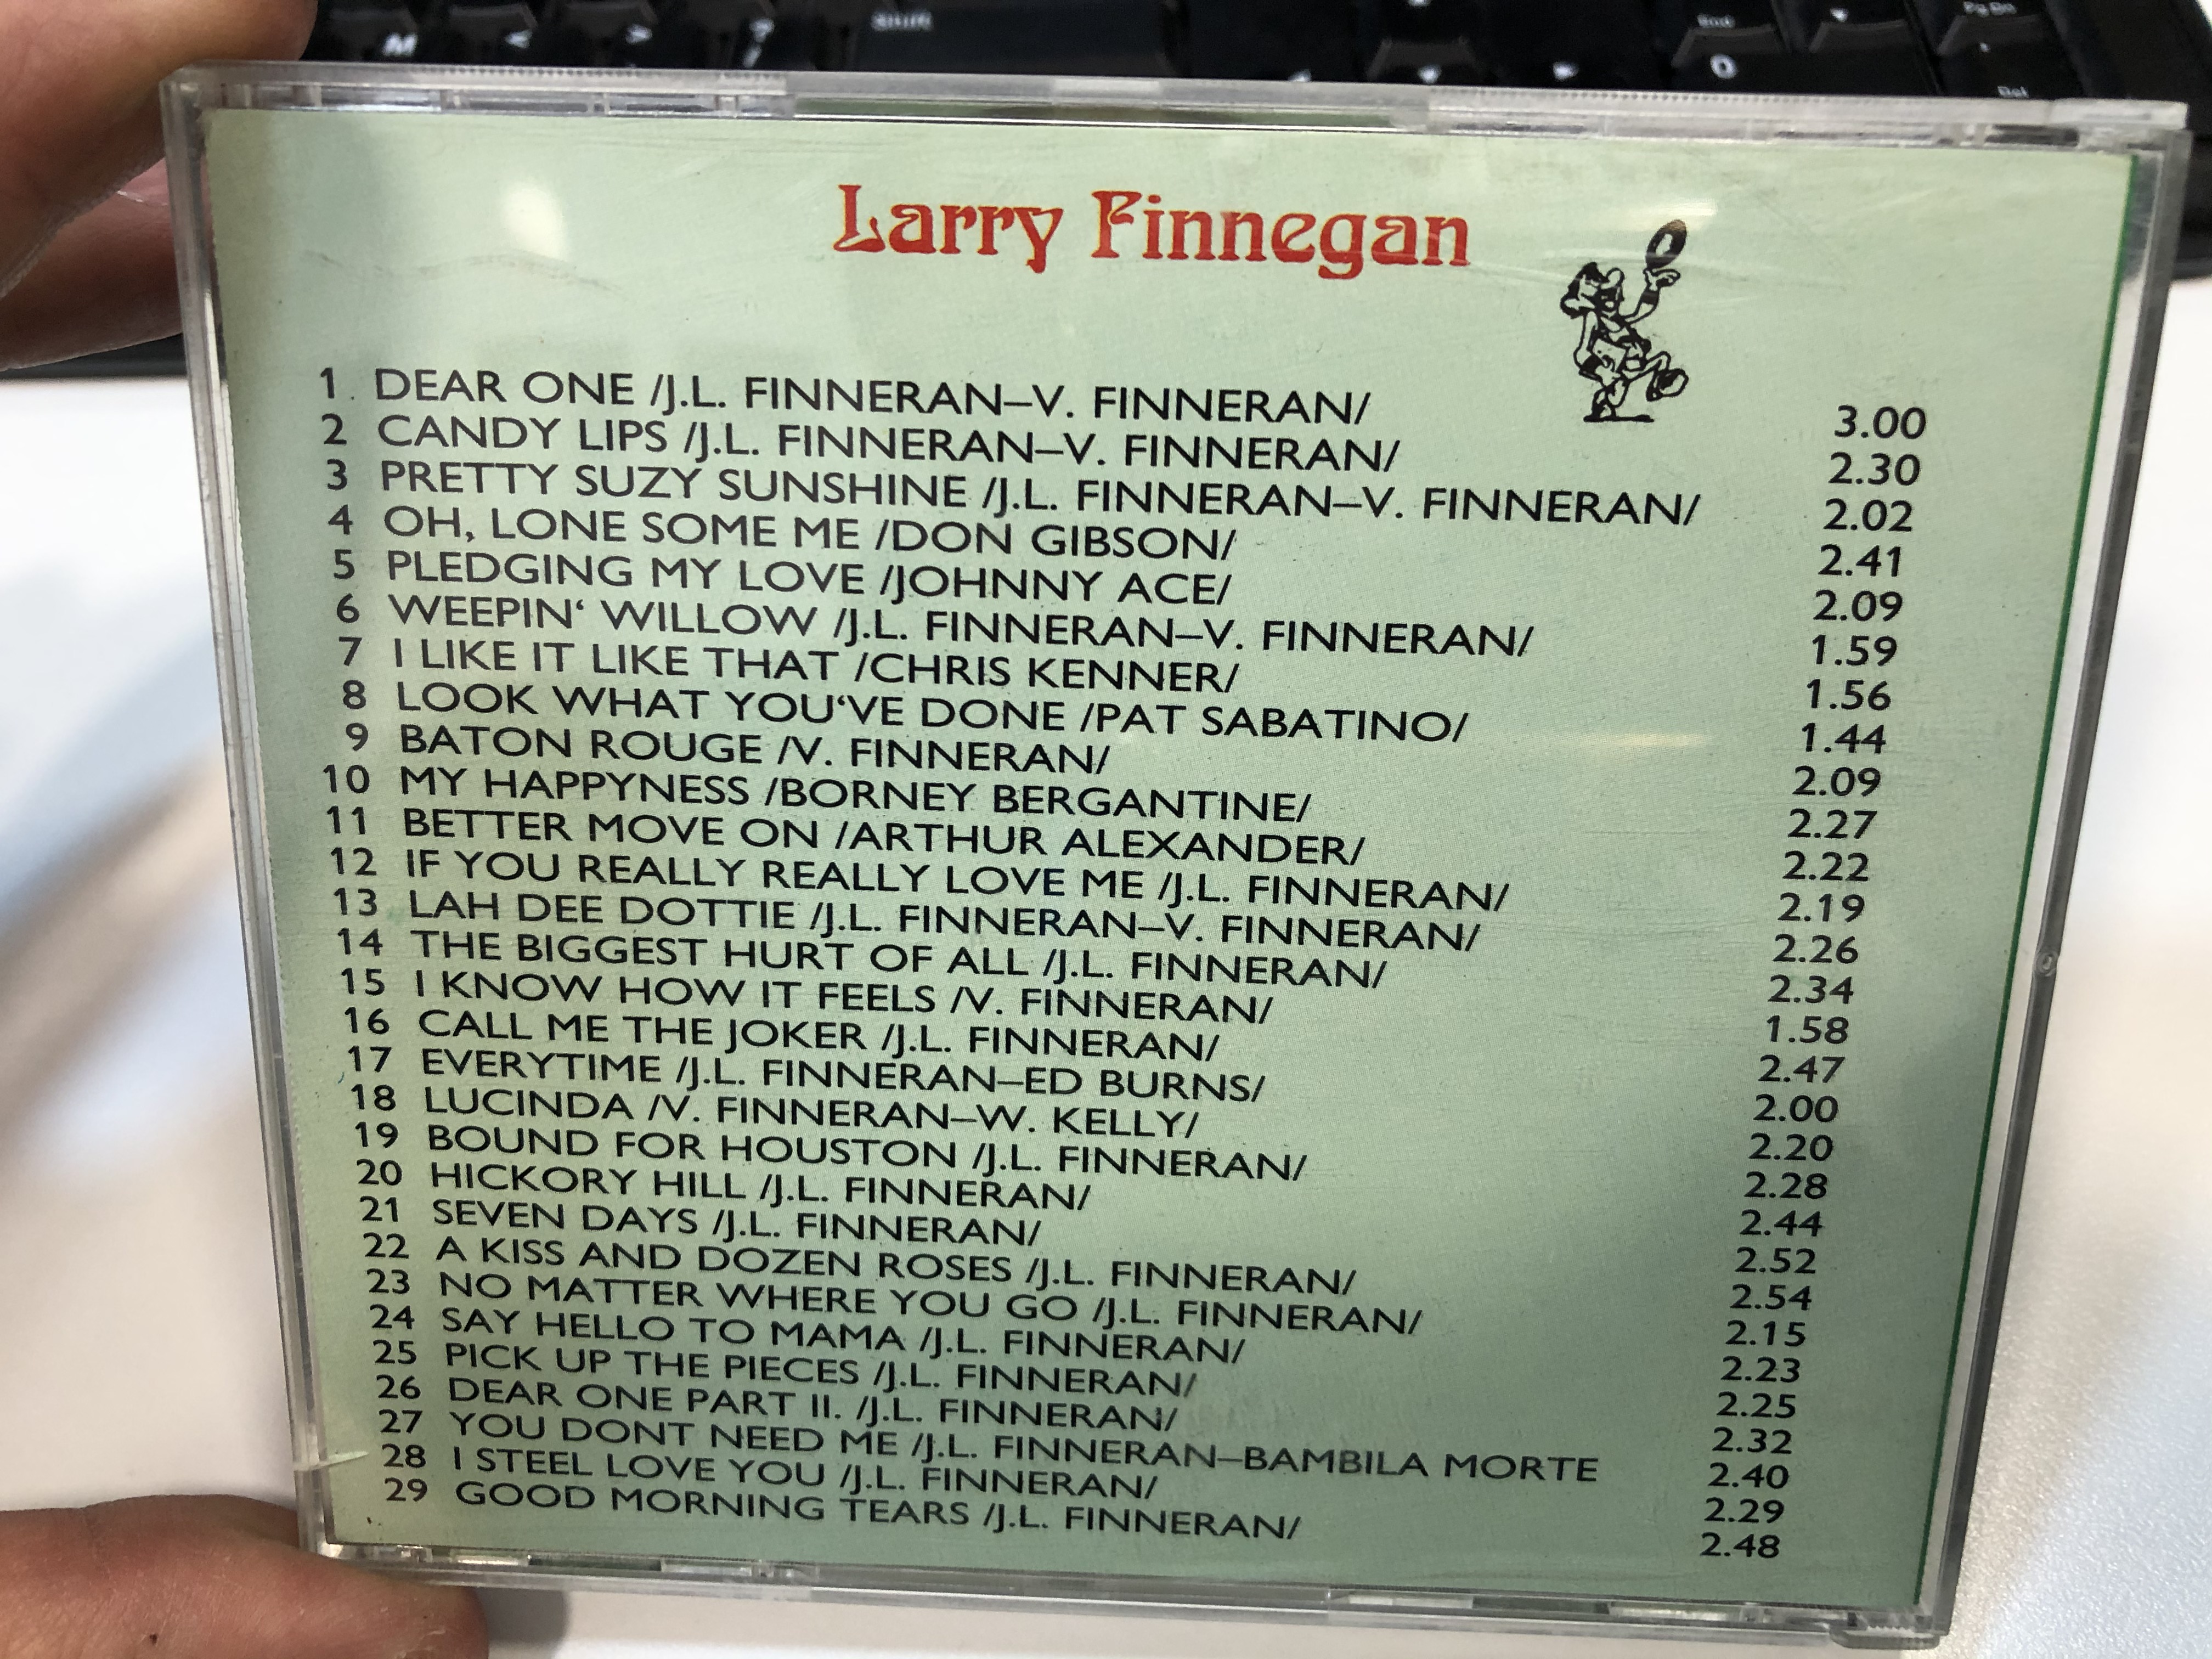 M
Shift
End
0
Pg Dn
Del
Larry Finnegan
1. DEAR ONE /J.L. FINNERAN–V. FINNERAN/ 3.00
2 CANDY LIPS /J.L. FINNERAN–V. FINNERAN/ 2.30
3 PRETTY SUZY SUNSHINE /J.L. FINNERAN–V. FINNERAN/ 2.02
4 OH, LONE SOME ME /DON GIBSON/ 2.41
5 PLEDGING MY LOVE /JOHNNY ACE/ 2.09
6 WEEPIN‘ WILLOW /J.L. FINNERAN–V. FINNERAN/ 1.59
7 I LIKE IT LIKE THAT /CHRIS KENNER/ 1.56
8 LOOK WHAT YOU‘VE DONE /PAT SABATINO/ 1.44
9 BATON ROUGE /V. FINNERAN/ 2.09
10 MY HAPPYNESS /BORNEY BERGANTINE/ 2.27
11 BETTER MOVE ON /ARTHUR ALEXANDER/ 2.22
12 IF YOU REALLY REALLY LOVE ME /J.L. FINNERAN/ 2.19
13 LAH DEE DOTTIE /J.L. FINNERAN–V. FINNERAN/ 2.26
14 THE BIGGEST HURT OF ALL /J.L. FINNERAN/ 2.34
15 I KNOW HOW IT FEELS /V. FINNERAN/ 1.58
16 CALL ME THE JOKER /J.L. FINNERAN/ 2.47
17 EVERYTIME /J.L. FINNERAN–ED BURNS/ 2.00
18 LUCINDA /V. FINNERAN–W. KELLY/ 2.20
19 BOUND FOR HOUSTON /J.L. FINNERAN/ 2.28
20 HICKORY HILL /J.L. FINNERAN/ 2.44
21 SEVEN DAYS /J.L. FINNERAN/ 2.52
22 A KISS AND DOZEN ROSES /J.L. FINNERAN/ 2.54
23 NO MATTER WHERE YOU GO /J.L. FINNERAN/ 2.15
24 SAY HELLO TO MAMA /J.L. FINNERAN/ 2.23
25 PICK UP THE PIECES /J.L. FINNERAN/ 2.25
26 DEAR ONE PART II. /J.L. FINNERAN/ 2.32
27 YOU DONT NEED ME /J.L. FINNERAN–BAMBILA MORTE 2.40
28 I STEEL LOVE YOU /J.L. FINNERAN/ 2.29
29 GOOD MORNING TEARS /J.L. FINNERAN/ 2.48